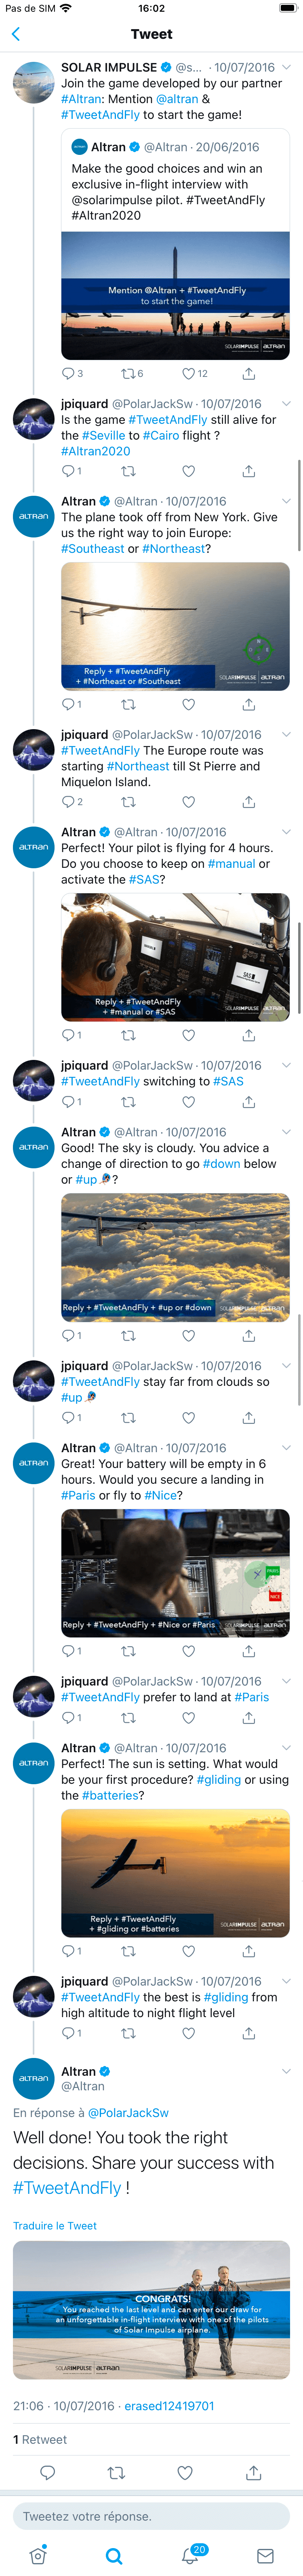 Pas de SIM 16:02
Tweet
SOLAR IMPULSE @s... · 10/07/2016
Join the game developed by our partner
#Altran: Mention @altran &
#TweetAndFly to start the game!
Altran @Altran · 20/06/2016
Make the good choices and win an
exclusive in-flight interview with
@solarimpulse pilot. #TweetAndFly
#Altran2020
Mention @Altran + #TweetAndFly
to start the game!
SOLARIMPULSE altran
3 6 12
jpiquard @PolarJackSw · 10/07/2016
Is the game #TweetAndFly still alive for
the #Seville to #Cairo flight ?
#Altran2020
1
altran
Altran @Altran · 10/07/2016
The plane took off from New York. Give
us the right way to join Europe:
#Southeast or #Northeast?
Reply + #TweetAndFly
+ #Northeast or #Southeast
SOLARIMPULSE altran
1
jpiquard @PolarJackSw · 10/07/2016
#TweetAndFly The Europe route was
starting #Northeast till St Pierre and
Miquelon Island.
2
altran
Altran @Altran · 10/07/2016
Perfect! Your pilot is flying for 4 hours.
Do you choose to keep on #manual or
activate the #SAS?
SAS
Reply + #TweetAndFly
+ #manual or #SAS
SOLARIMPULSE altran
1
jpiquard @PolarJackSw · 10/07/2016
#TweetAndFly switching to #SAS
1
altran
Altran @Altran · 10/07/2016
Good! The sky is cloudy. You advice a
change of direction to go #down below
or #up ?
Reply + #TweetAndFly + #up or #down
SOLARIMPULSE altran
1
jpiquard @PolarJackSw · 10/07/2016
#TweetAndFly stay far from clouds so
#up
1
altran
Altran @Altran · 10/07/2016
Great! Your battery will be empty in 6
hours. Would you secure a landing in
#Paris or fly to #Nice?
PARIS
NICE
Reply + #TweetAndFly + #Nice or #Paris
SOLARIMPULSE altran
1
jpiquard @PolarJackSw · 10/07/2016
#TweetAndFly prefer to land at #Paris
1
altran
Altran @Altran · 10/07/2016
Perfect! The sun is setting. What would
be your first procedure? #gliding or using
the #batteries?
Reply + #TweetAndFly
+ #gliding or #batteries
SOLARIMPULSE altran
1
jpiquard @PolarJackSw · 10/07/2016
#TweetAndFly the best is #gliding from
high altitude to night flight level
1
altran
Altran
@Altran
En réponse à @PolarJackSw
Well done! You took the right
decisions. Share your success with
#TweetAndFly !
Traduire le Tweet
CONGRATS!
You reached the last level and can enter our draw for
an unforgettable in-flight interview with one of the pilots
of Solar Impulse airplane.
SOLARIMPULSE altran
21:06 · 10/07/2016 · erased12419701
1 Retweet
Tweetez votre réponse.
20